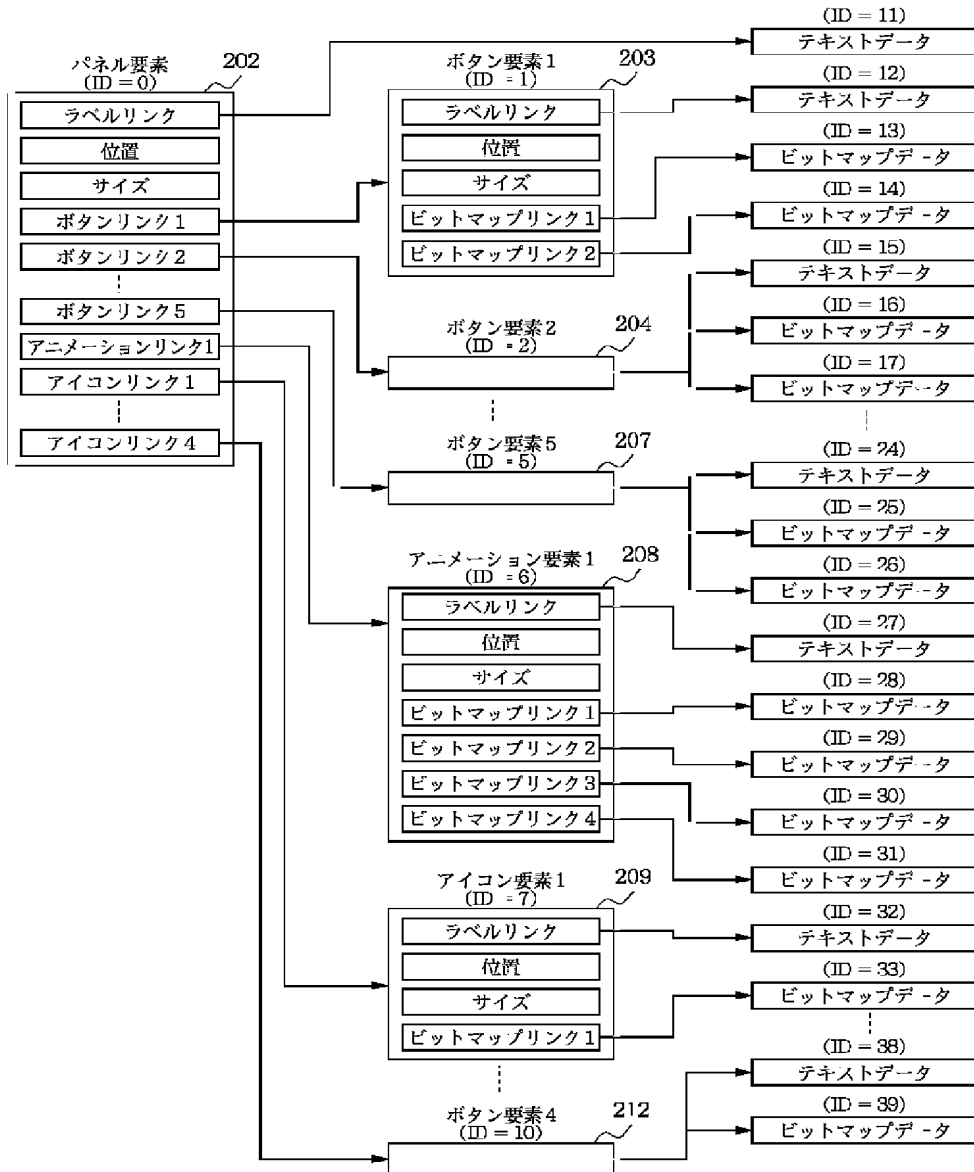 パネル要素
(ID = 0)
202
ラベルリンク
位置
サイズ
ボタンリンク1
ボタンリンク2
ボタンリンク5
アニメーションリンク1
アイコンリンク1
アイコンリンク4
ボタン要素1
(ID = 1)
203
ラベルリンク
位置
サイズ
ビットマップリンク1
ビットマップリンク2
ボタン要素2
(ID = 2)
204
ボタン要素5
(ID = 5)
207
アニメーション要素1
(ID = 6)
208
ラベルリンク
位置
サイズ
ビットマップリンク1
ビットマップリンク2
ビットマップリンク3
ビットマップリンク4
アイコン要素1
(ID = 7)
209
ラベルリンク
位置
サイズ
ビットマップリンク1
ボタン要素4
(ID = 10)
212
(ID = 11)
テキストデータ
(ID = 12)
テキストデータ
(ID = 13)
ビットマップデータ
(ID = 14)
ビットマップデータ
(ID = 15)
テキストデータ
(ID = 16)
ビットマップデータ
(ID = 17)
ビットマップデータ
(ID = 24)
テキストデータ
(ID = 25)
ビットマップデータ
(ID = 26)
ビットマップデータ
(ID = 27)
テキストデータ
(ID = 28)
ビットマップデータ
(ID = 29)
ビットマップデータ
(ID = 30)
ビットマップデータ
(ID = 31)
ビットマップデータ
(ID = 32)
テキストデータ
(ID = 33)
ビットマップデータ
(ID = 38)
テキストデータ
(ID = 39)
ビットマップデータ